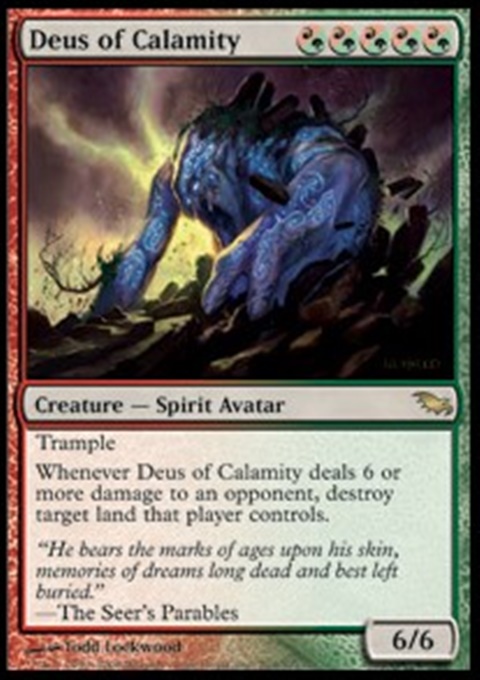 Deus of Calamity
Creature — Spirit Avatar
Trample
Whenever Deus of Calamity deals 6 or
more damage to an opponent, destroy
target land that player controls.
“He bears the marks of ages upon his skin,
memories of dreams long dead and best left
buried.”
—The Seer's Parables
6/6
Todd Lockwood